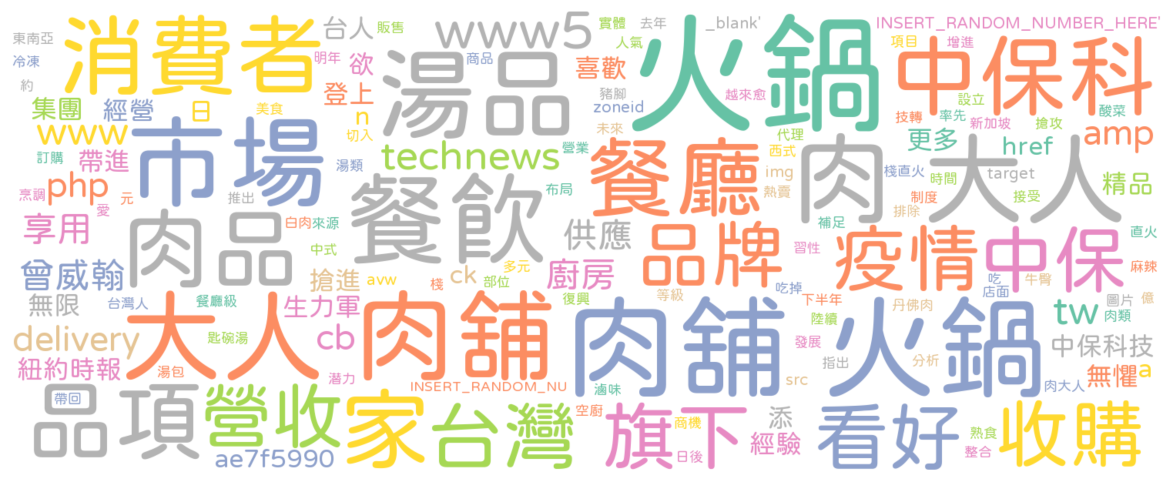 消費者
台人
販售
www5
實體
去年
_blank'
火鍋
INSERT_RANDOM_NUMBER_HERE'
東南亞
冷凍
約
明年
欲
湯品
商品
人氣
喜歡
項目
增進
中保科
集團
經營
日
美食
登上
n
切入
豬腳
zoneid
越來愈
設立
技轉
率先
酸菜
www
市場
未來
代理
新加坡
搶攻
更多
href
amp
訂購
帶進
湯類
technews
營業
餐廳
西式
img
肉
棧直火
時間
target
大人
精品
php
元
烹調
愛
推出
餐飲
布局
熱賣
制度
接受
排除
享用
肉品
白肉
來源
中式
供應
品牌
補足
習性
疫情
中保
直火
麻辣
曾威翰
搶進
avw
棧
ck
部位
多元
廚房
吃掉
吃
店面
牛骨
無限
台灣人
餐廳級
生力軍
復興
等級
下半年
丹佛肉
圖片
億
delivery
大人
匙碗湯
cb
肉舖
肉舖
陸續
火鍋
tw
肉類
紐約時報
湯包
潛力
發展
指出
分析
中保科技
INSERT_RANDOM_NU
滷味
src
肉大人
無懼
a
品項
帶回
營收
家
台灣
空廚
旗下
商機
添
看好
熟食
收購
ae7f5990
日後
經驗
整合